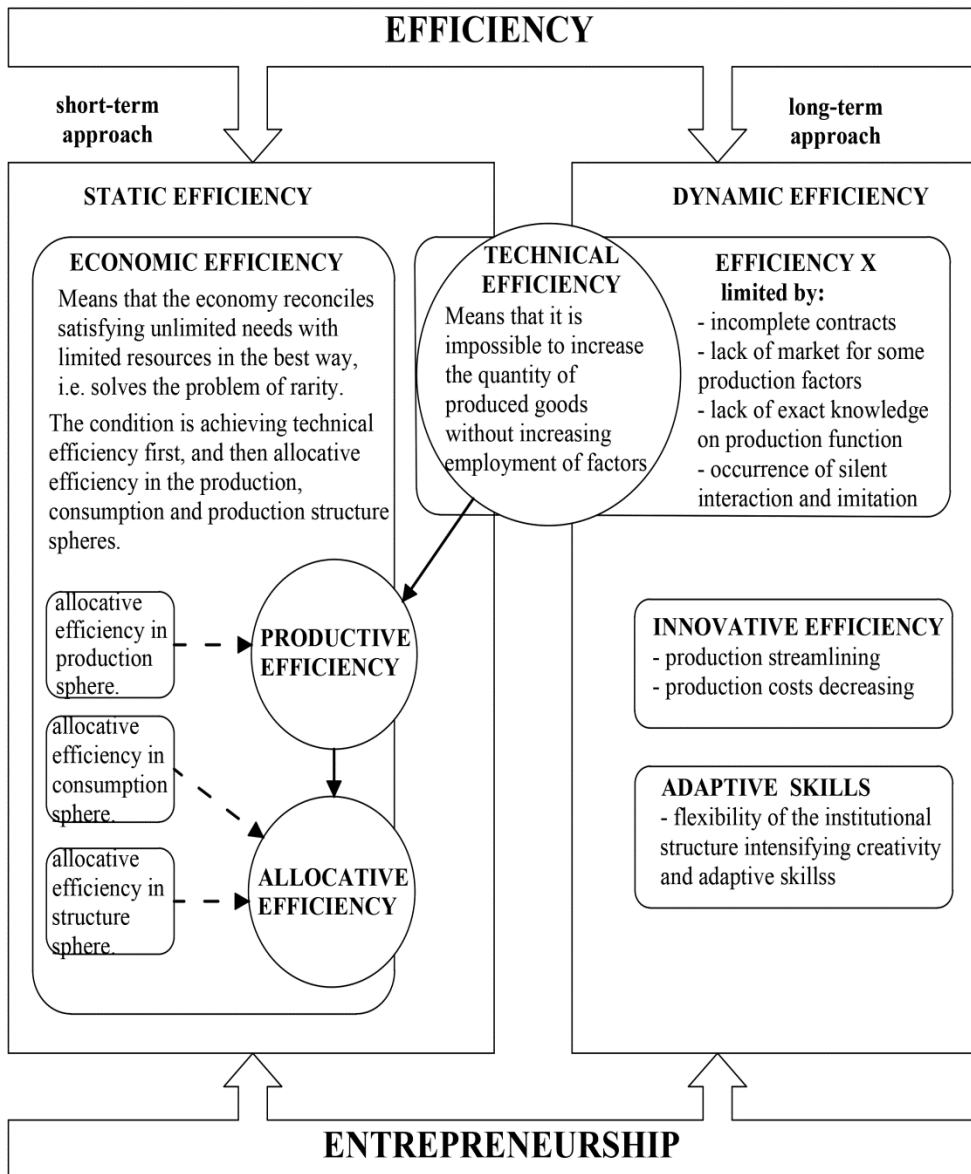 EFFICIENCY
short-term
approach
long-term
approach
STATIC EFFICIENCY
DYNAMIC EFFICIENCY
ECONOMIC EFFICIENCY
Means that the economy reconciles
satisfying unlimited needs with
limited resources in the best way,
i.e. solves the problem of rarity.
The condition is achieving technical
efficiency first, and then allocative
efficiency in the production,
consumption and production structure
spheres.
TECHNICAL
EFFICIENCY
Means that it is
impossible to increase
the quantity of
produced goods
without increasing
employment of factors
EFFICIENCY X
limited by:
- incomplete contracts
- lack of market for some
production factors
- lack of exact knowledge
on production function
- occurrence of silent
interaction and imitation
allocative
efficiency in
production
sphere.
PRODUCTIVE
EFFICIENCY
allocative
efficiency in
consumption
sphere.
allocative
efficiency in
structure
sphere.
ALLOCATIVE
EFFICIENCY
INNOVATIVE EFFICIENCY
- production streamlining
- production costs decreasing
ADAPTIVE SKILLS
- flexibility of the institutional
structure intensifying creativity
and adaptive skillss
ENTREPRENEURSHIP